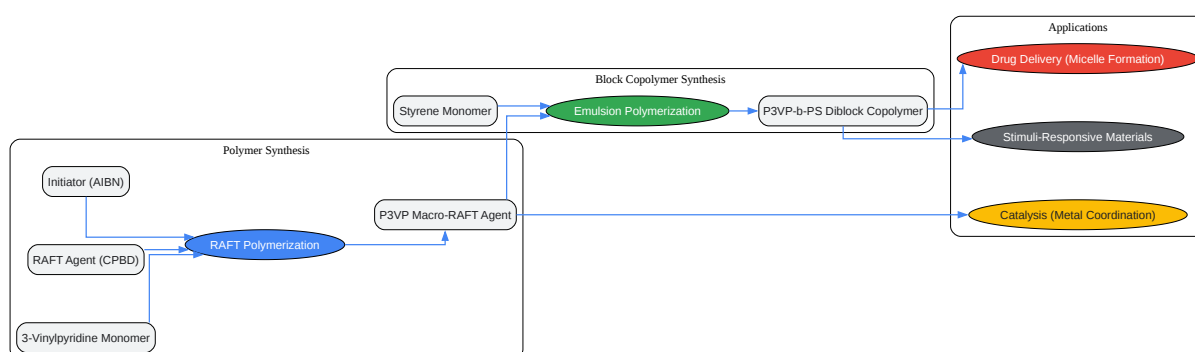 Applications
Drug Delivery (Micelle Formation)
Block Copolymer Synthesis
Styrene Monomer
Emulsion Polymerization
P3VP-b-PS Diblock Copolymer
Stimuli-Responsive Materials
Polymer Synthesis
Initiator (AIBN)
P3VP Macro-RAFT Agent
Catalysis (Metal Coordination)
RAFT Polymerization
RAFT Agent (CPBD)
3-Vinylpyridine Monomer